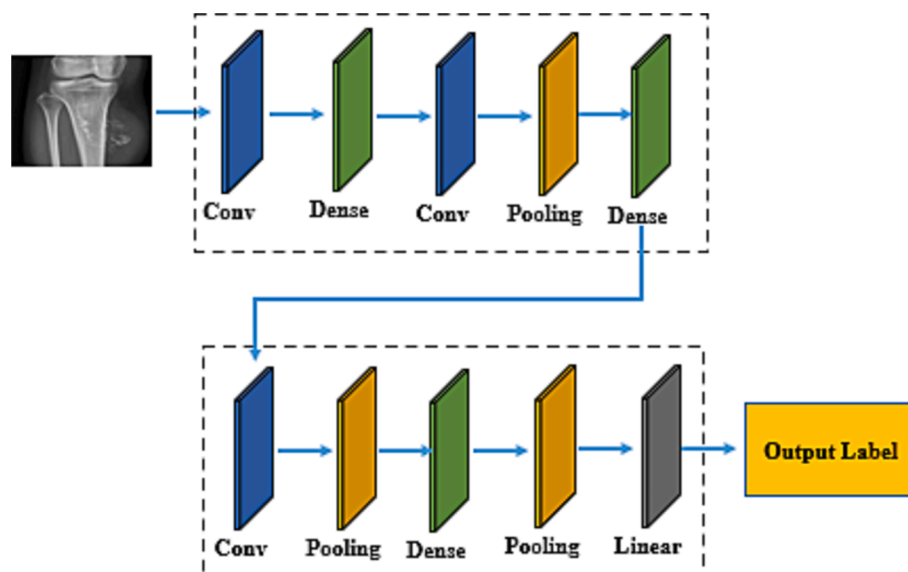 Conv Dense Conv Pooling Dense
Conv Pooling Dense Pooling Linear
Output Label